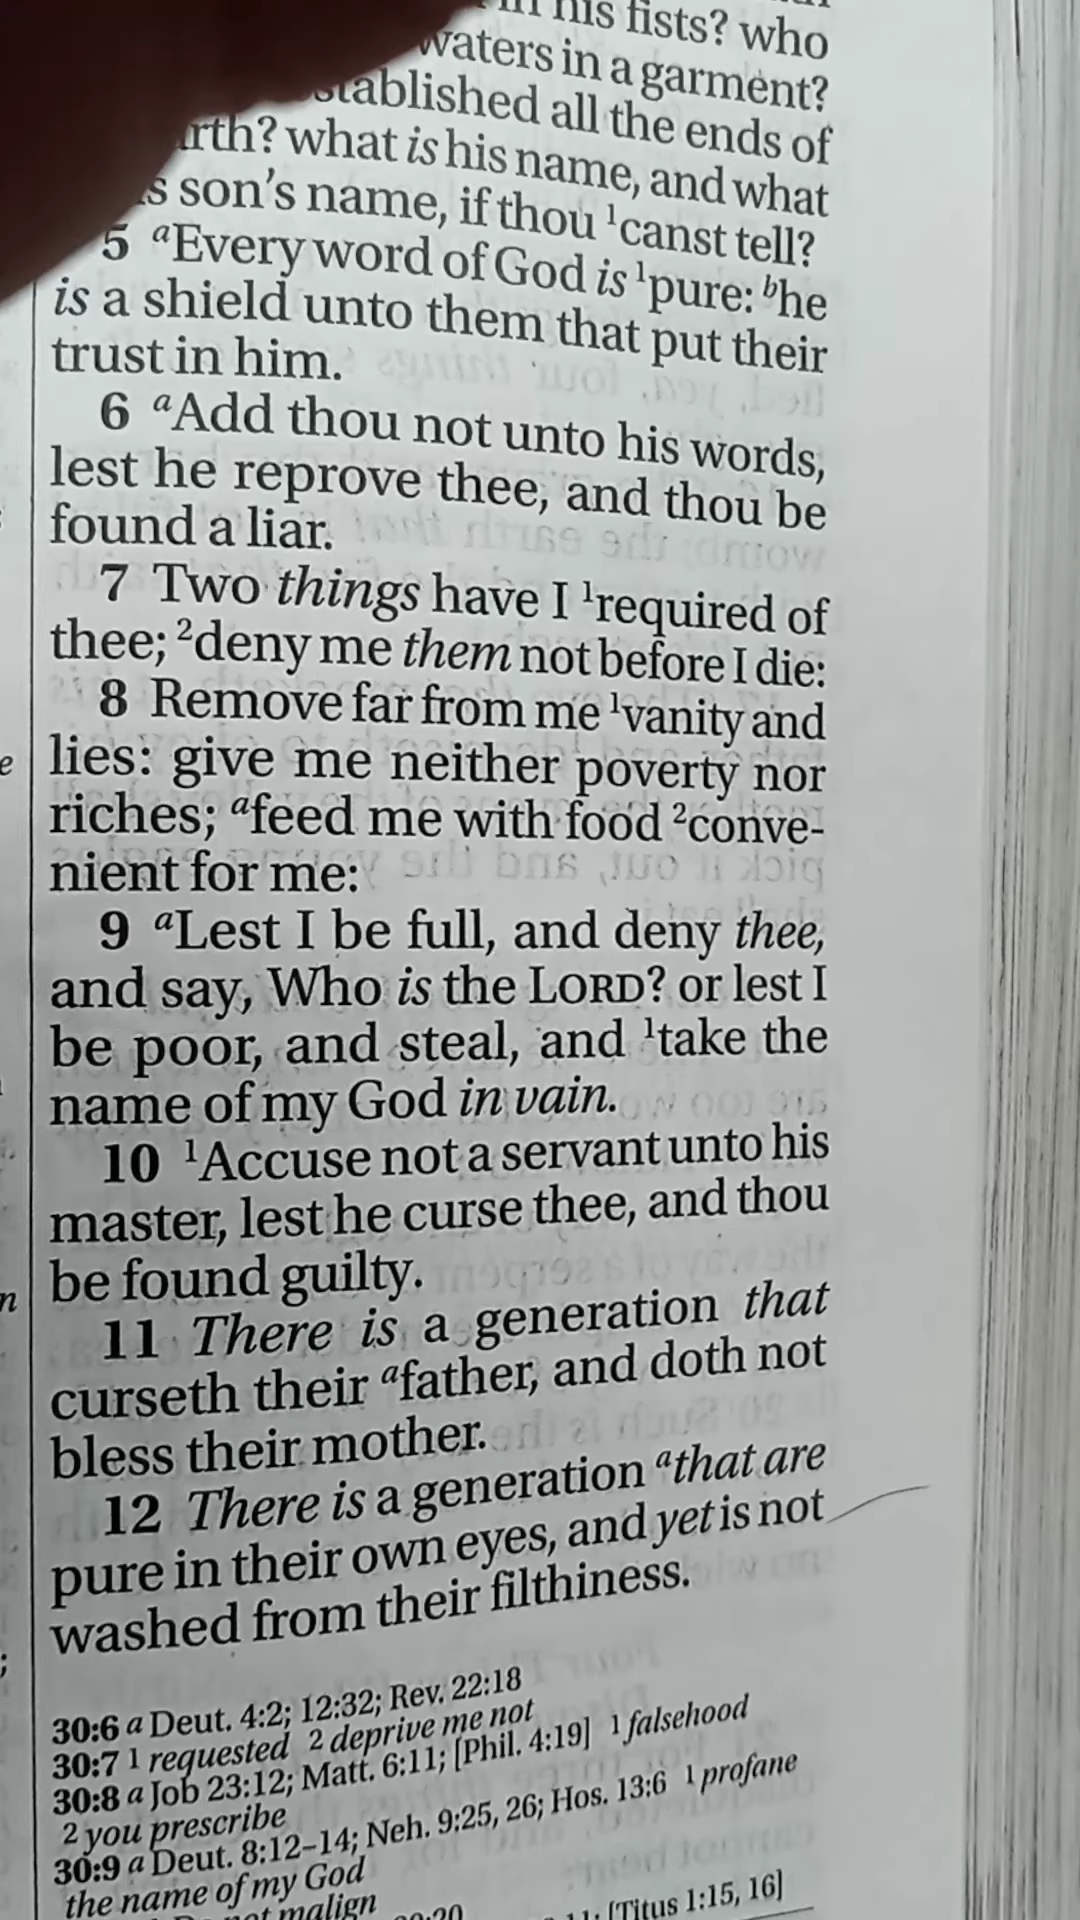 his fists? who
waters in a garment?
stablished all the ends of
rth? what is his name, and what
s son's name, if thou ¹canst tell?
5 ᵃEvery word of God is ¹pure: ᵇhe
is a shield unto them that put their
trust in him.
6 ᵃAdd thou not unto his words,
lest he reprove thee, and thou be
found a liar.
7 Two things have I ¹required of
thee; ²deny me them not before I die:
8 Remove far from me ¹vanity and
lies: give me neither poverty nor
riches; ᵃfeed me with food ²conve-
nient for me:
9 ᵃLest I be full, and deny thee,
and say, Who is the LORD? or lest I
be poor, and steal, and ¹take the
name of my God in vain.
10 ¹Accuse not a servant unto his
master, lest he curse thee, and thou
be found guilty.
11 There is a generation that
curseth their ᵃfather, and doth not
bless their mother.
12 There is a generation ᵃthat are
pure in their own eyes, and yet is not
washed from their filthiness.
30:6 a Deut. 4:2; 12:32; Rev. 22:18
30:7 1 requested 2 deprive me not
30:8 a Job 23:12; Matt. 6:11; [Phil. 4:19] 1 falsehood
2 you prescribe
30:9 a Deut. 8:12–14; Neh. 9:25, 26; Hos. 13:6 1 profane
the name of my God
not malign
[Titus 1:15, 16]